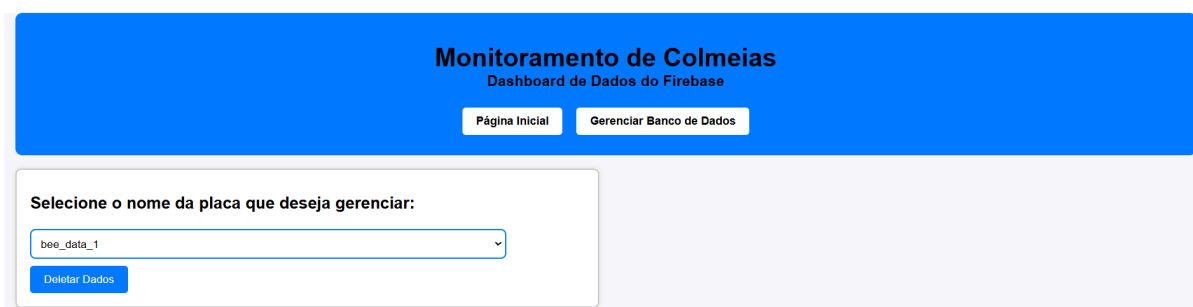 Monitoramento de Colmeias
Dashboard de Dados do Firebase
Página Inicial Gerenciar Banco de Dados
Selecione o nome da placa que deseja gerenciar:
bee_data_1
Deletar Dados